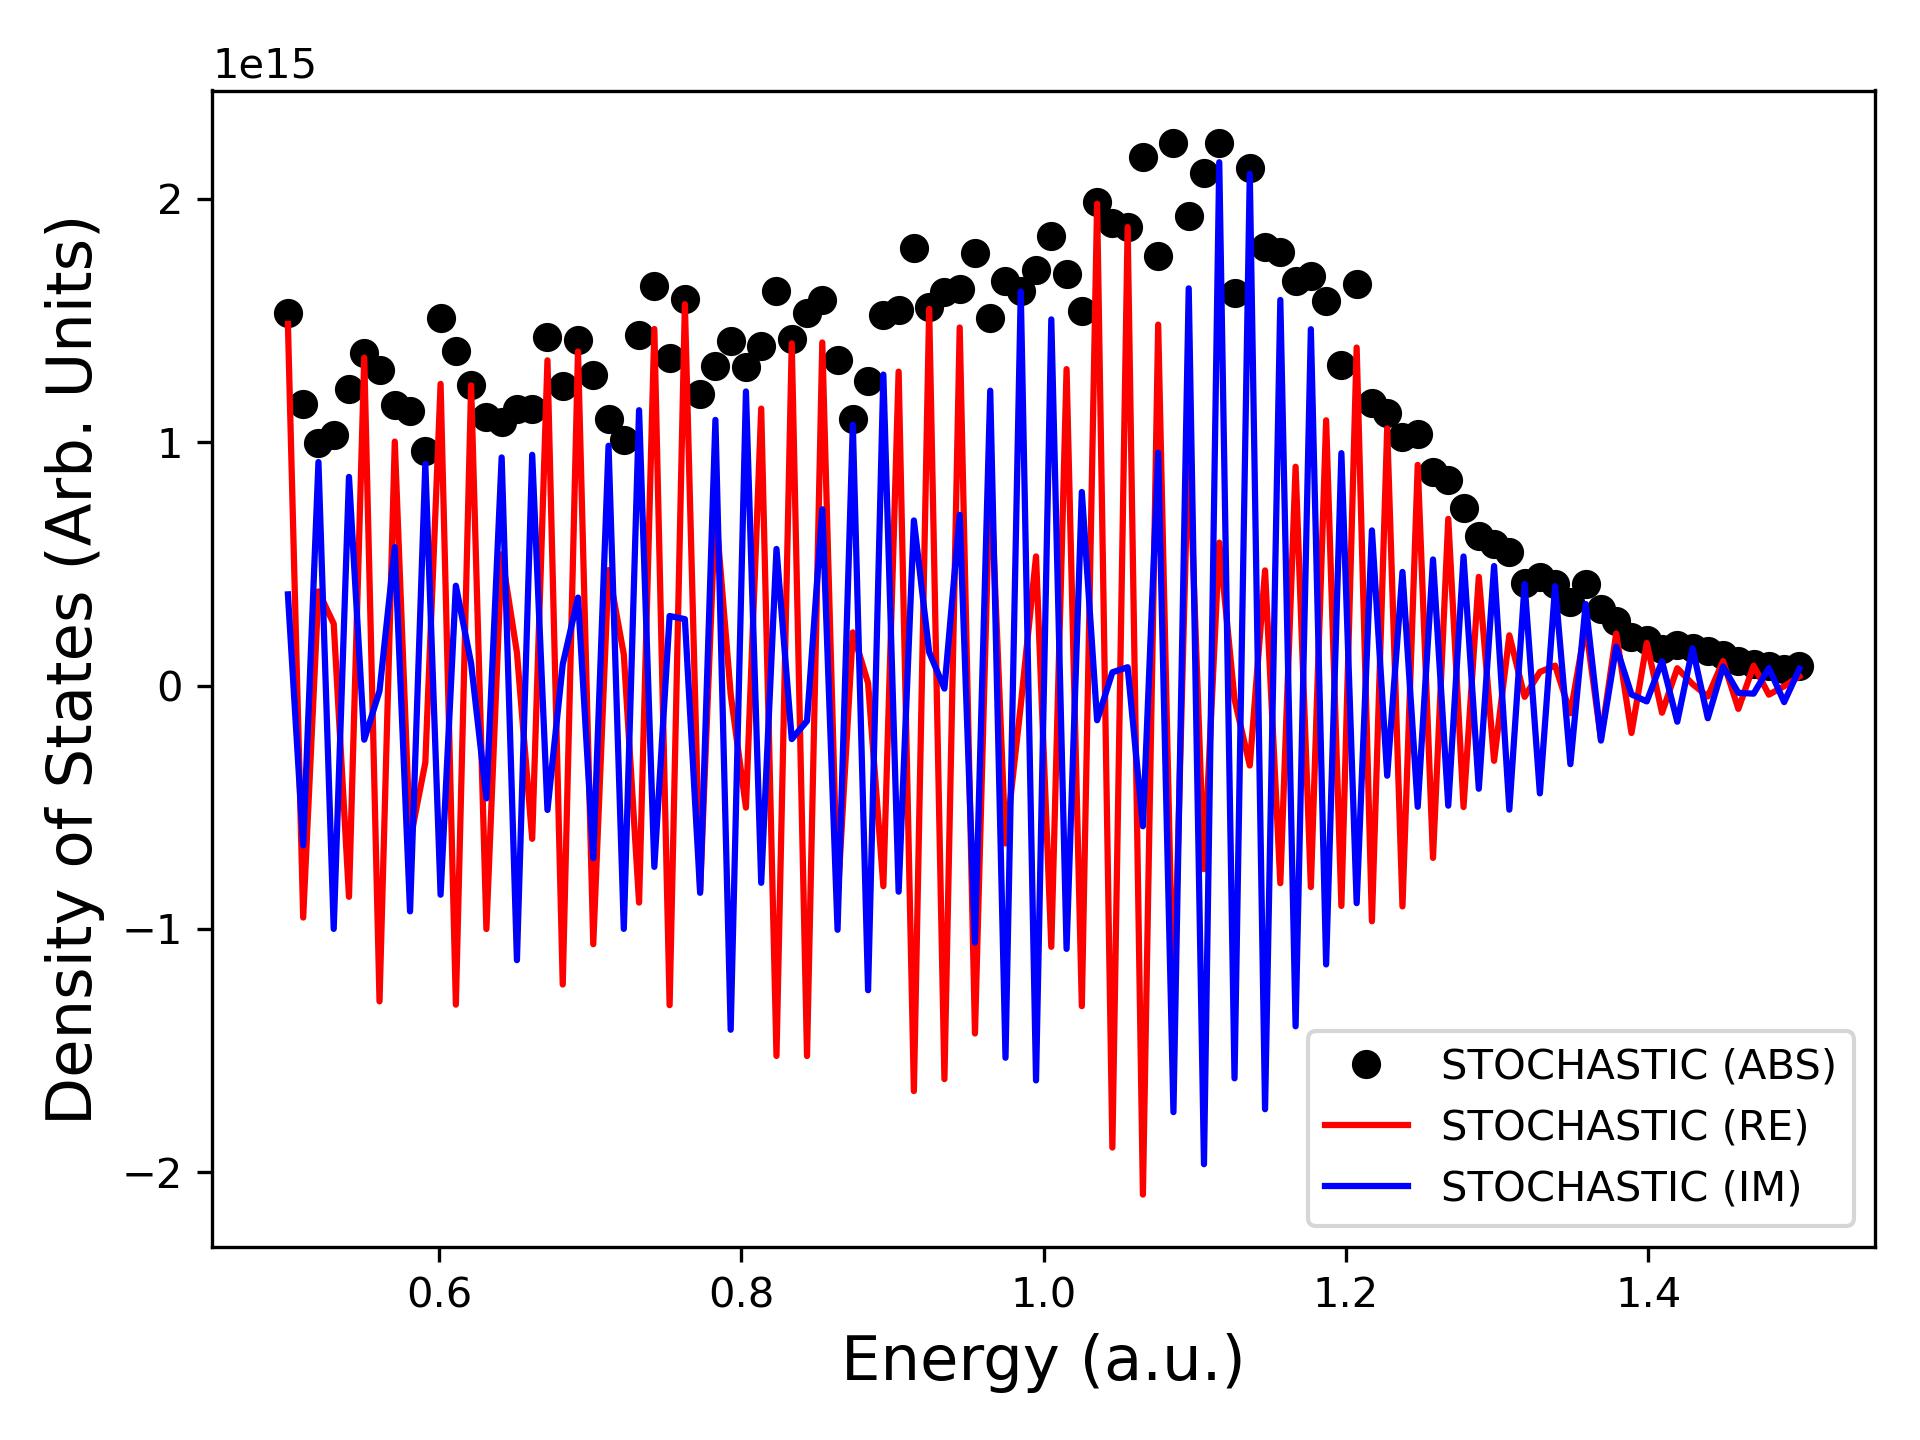 1e15
Density of States (Arb. Units)
2
1
0
−1
−2
STOCHASTIC (ABS)
STOCHASTIC (RE)
STOCHASTIC (IM)
0.6 0.8 1.0 1.2 1.4
Energy (a.u.)